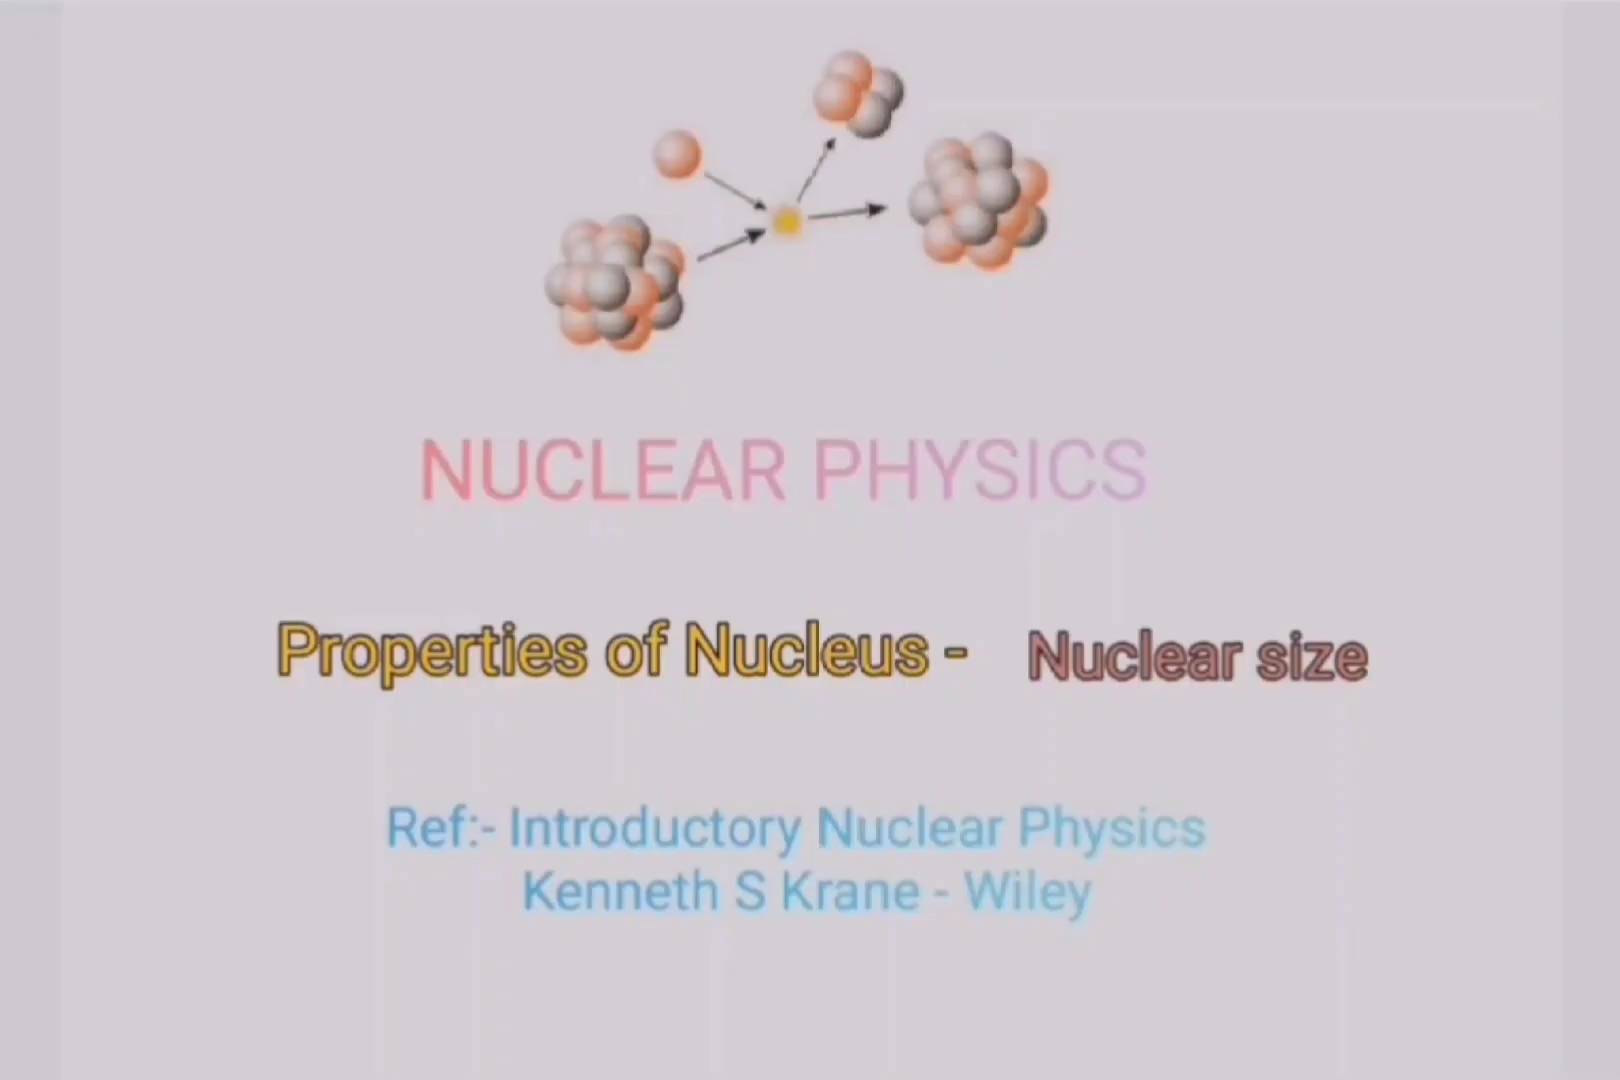 NUCLEAR PHYSICS
Properties of Nucleus - Nuclear size
Ref:- Introductory Nuclear Physics
Kenneth S Krane - Wiley